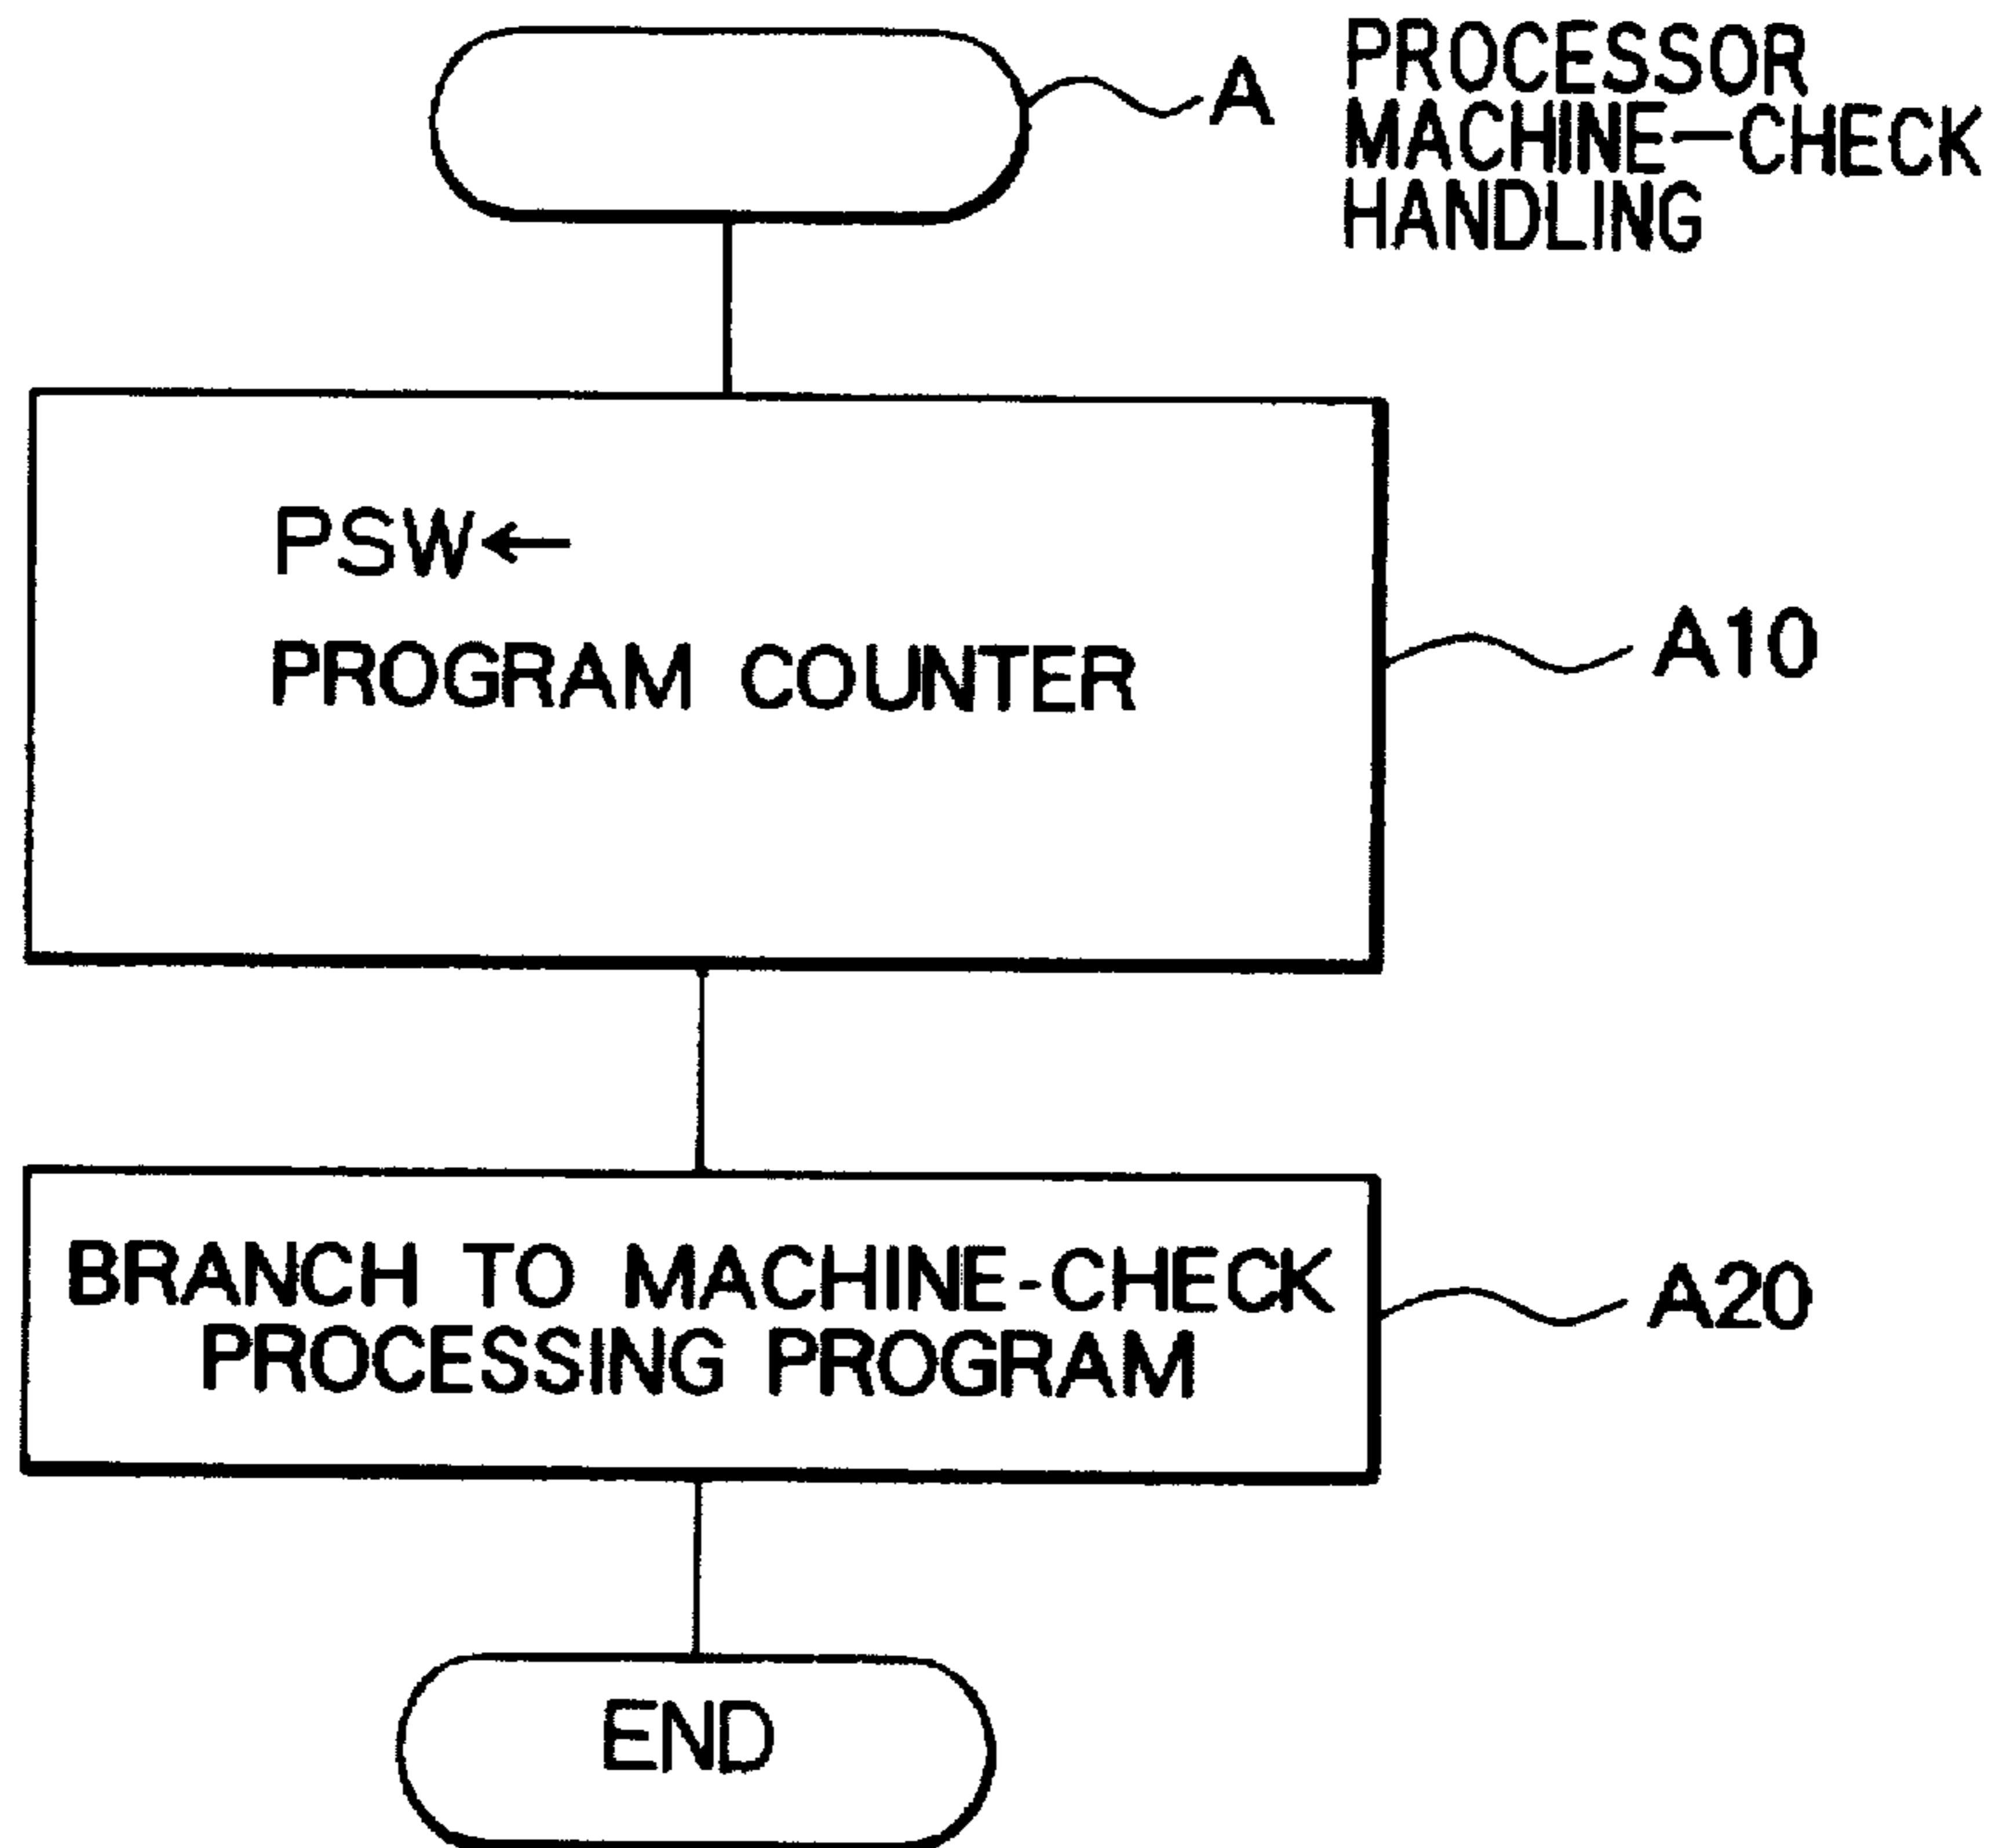 A
PROCESSOR
MACHINE-CHECK
HANDLING
PSW←
PROGRAM COUNTER
A10
BRANCH TO MACHINE-CHECK
PROCESSING PROGRAM
A20
END